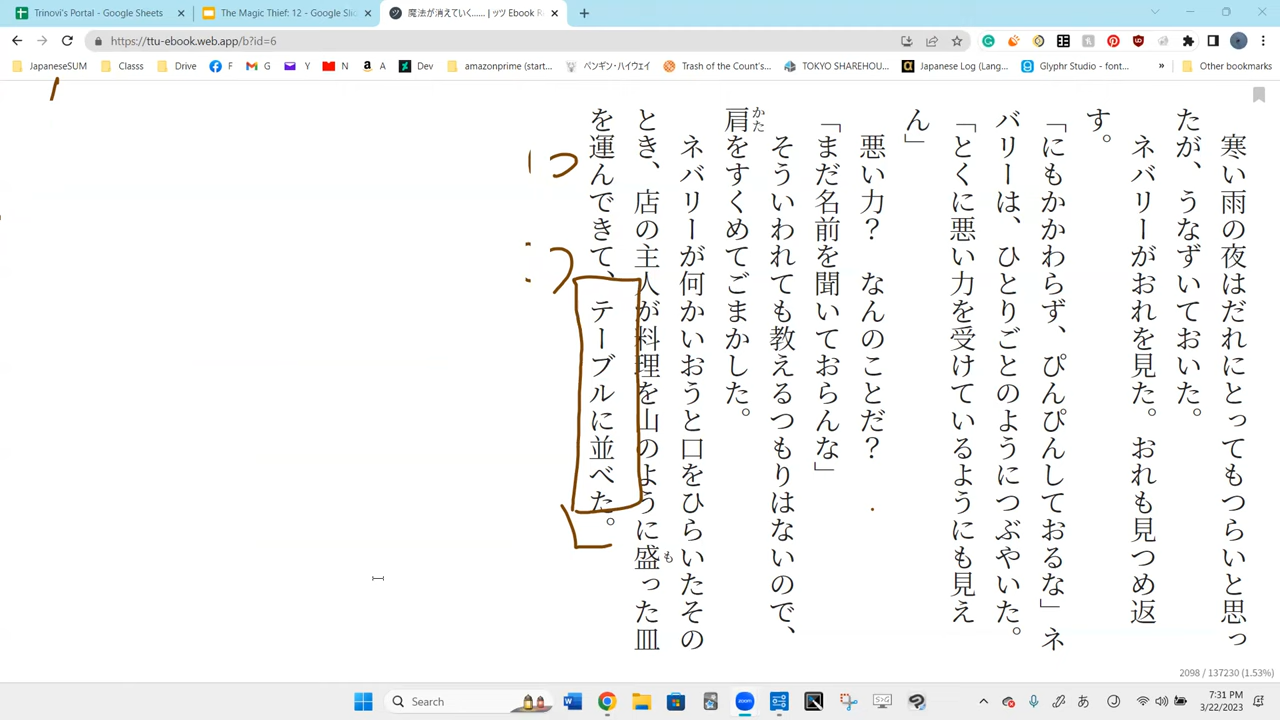 Trinovi's Portal - Google Sheets
The Magic Thief: 12 - Google Slid
魔法が消えていく…… | ッツ Ebook Re
https://ttu-ebook.web.app/b?id=6
JapaneseSUM
Classs
Drive
F
G
Y
N
A
Dev
amazonprime (start...
ペンギン・ハイウェイ
Trash of the Count's...
TOKYO SHAREHOU...
Japanese Log (Lang...
Glyphr Studio - font...
»
Other bookmarks
寒い雨の夜はだれにとってもつらいと思っ
たが、うなずいておいた。
ネバリーがおれを見た。おれも見つめ返
す。
「にもかかわらず、ぴんぴんしておるな」ネ
バリーは、ひとりごとのようにつぶやいた。
「とくに悪い力を受けているようにも見え
ん」
悪い力？　なんのことだ？
「まだ名前を聞いておらんな」
そういわれても教えるつもりはないので、
肩かたをすくめてごまかした。
ネバリーが何かいおうと口をひらいたその
とき、店の主人が料理を山のように盛もった皿
を運んできて、テーブルに並べた。
2098 / 137230 (1.53%)
Search
あ
7:31 PM
3/22/2023